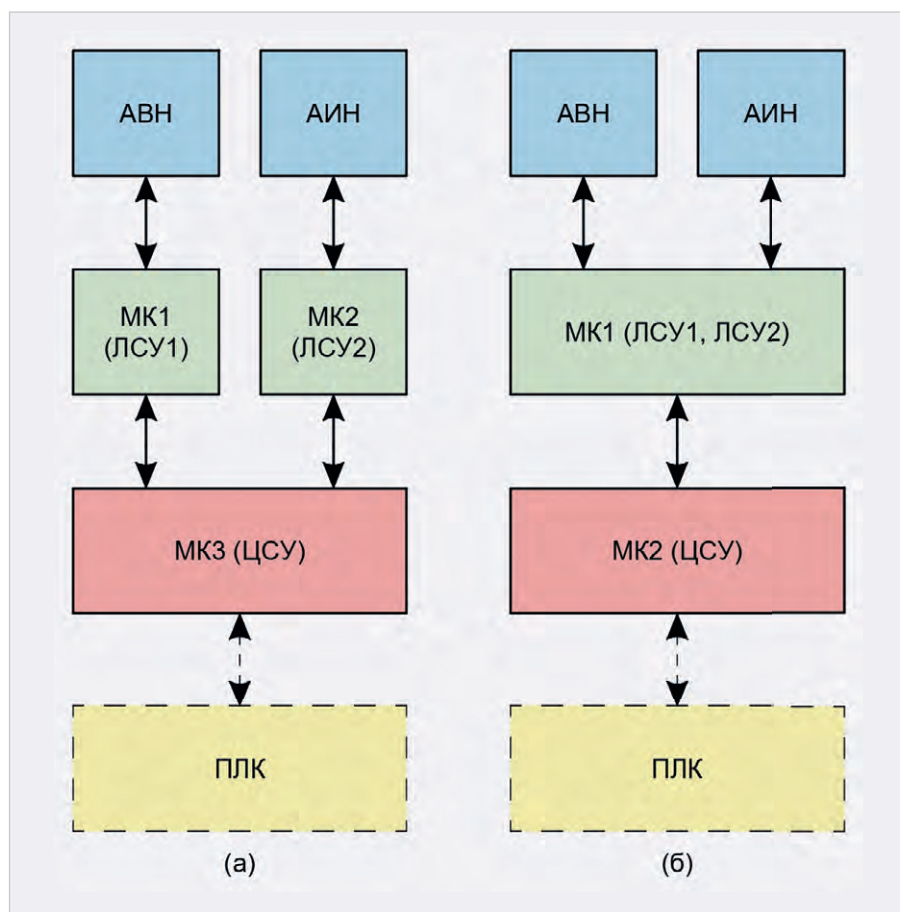 АВН
АИН
АВН
АИН
МК1
(ЛСУ1)
МК2
(ЛСУ2)
МК1 (ЛСУ1, ЛСУ2)
МК3 (ЦСУ)
МК2 (ЦСУ)
ПЛК
ПЛК
(а)
(б)